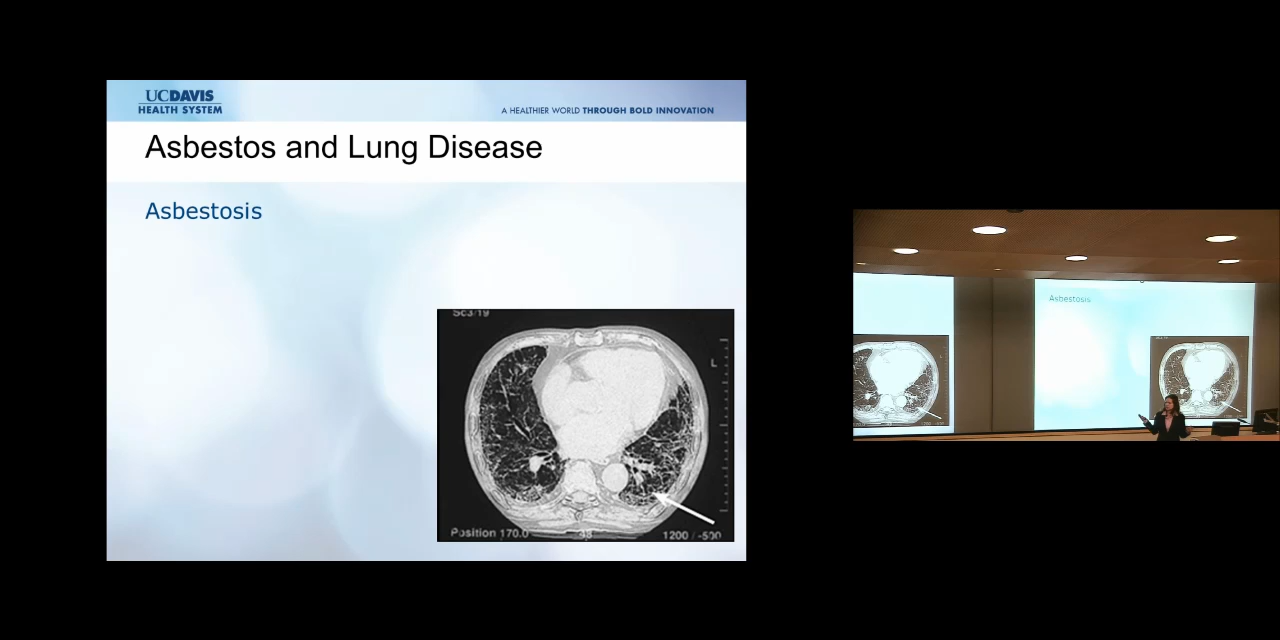 UCDAVIS
HEALTH SYSTEM
A HEALTHIER WORLD THROUGH BOLD INNOVATION
Asbestos and Lung Disease
Asbestosis
Sc3/19
L
Position 170.0
1200 / -500
Asbestosis